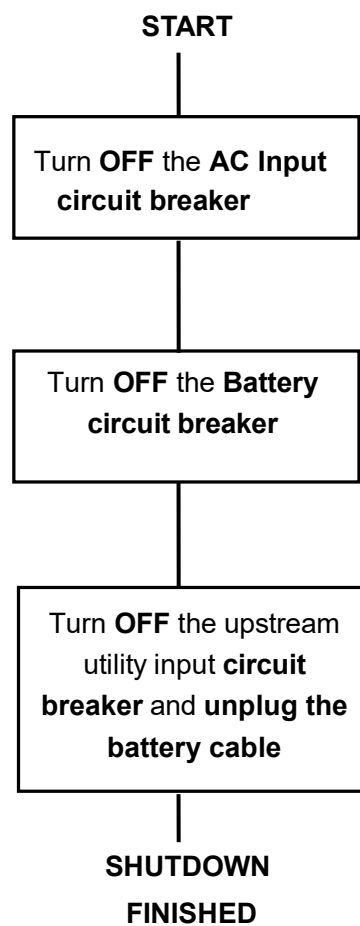 START
Turn OFF the AC Input
circuit breaker
Turn OFF the Battery
circuit breaker
Turn OFF the upstream
utility input circuit
breaker and unplug the
battery cable
SHUTDOWN
FINISHED